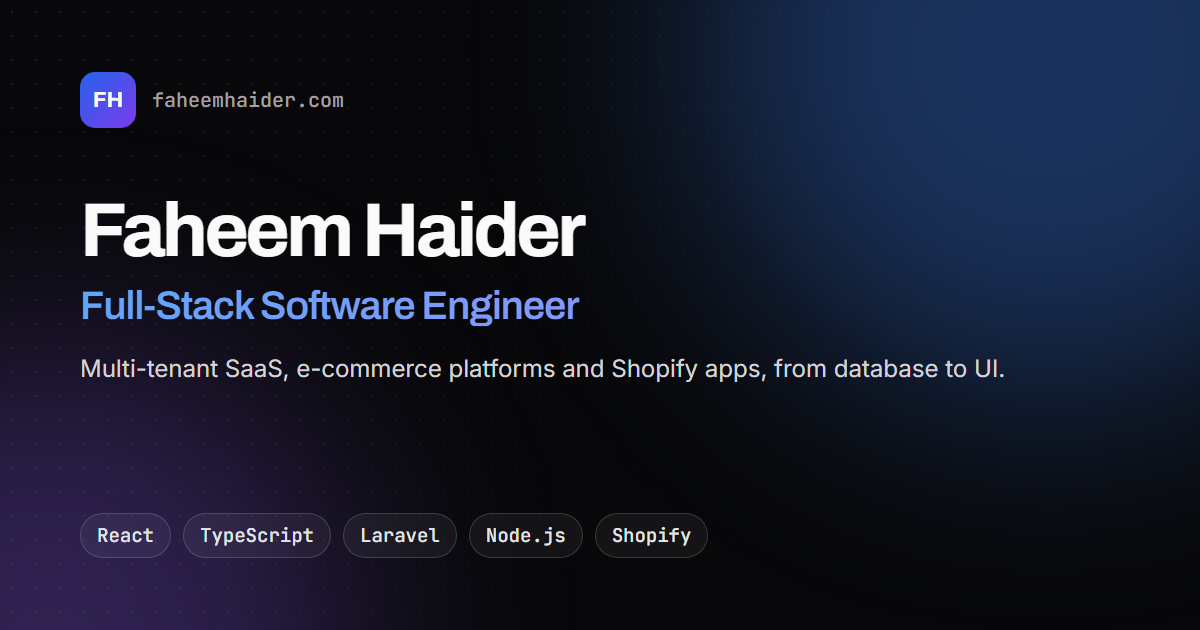 FH
faheemhaider.com
Faheem Haider
Full-Stack Software Engineer
Multi-tenant SaaS, e-commerce platforms and Shopify apps, from database to UI.
React TypeScript Laravel Node.js Shopify